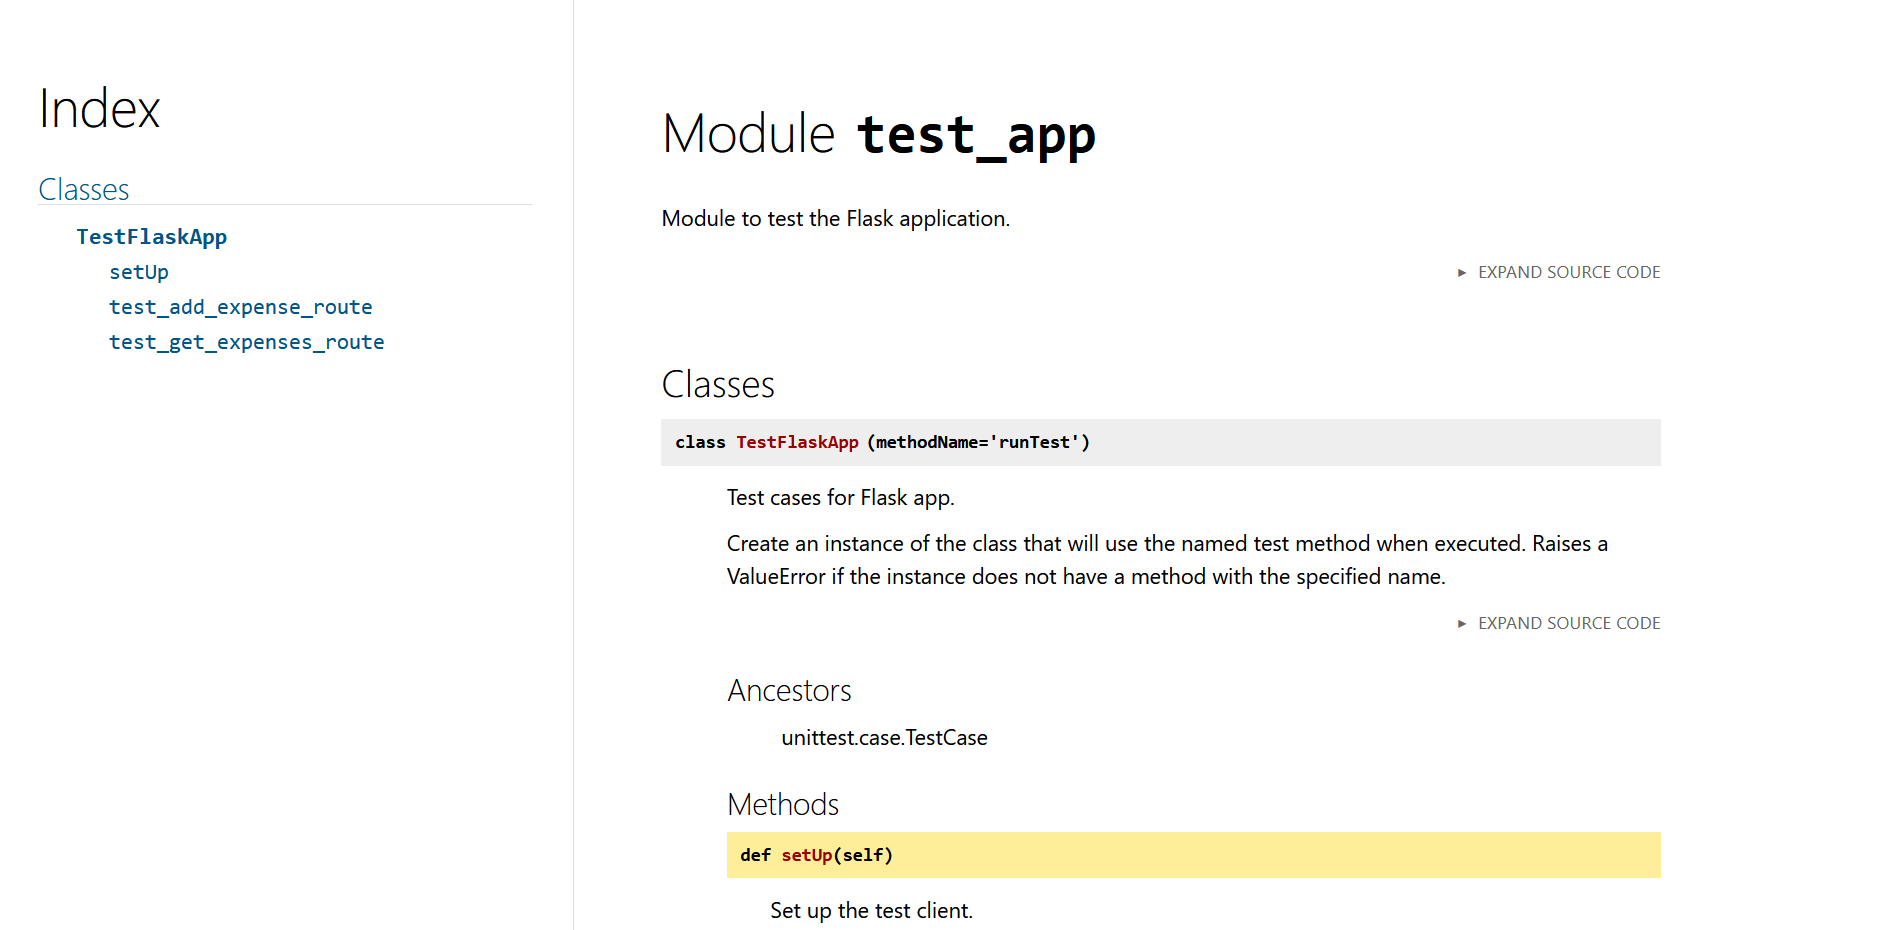 Index
Classes
TestFlaskApp
setUp
test_add_expense_route
test_get_expenses_route
Module test_app
Module to test the Flask application.
► EXPAND SOURCE CODE
Classes
class TestFlaskApp (methodName='runTest')
Test cases for Flask app.
Create an instance of the class that will use the named test method when executed. Raises a
ValueError if the instance does not have a method with the specified name.
► EXPAND SOURCE CODE
Ancestors
unittest.case.TestCase
Methods
def setUp(self)
Set up the test client.